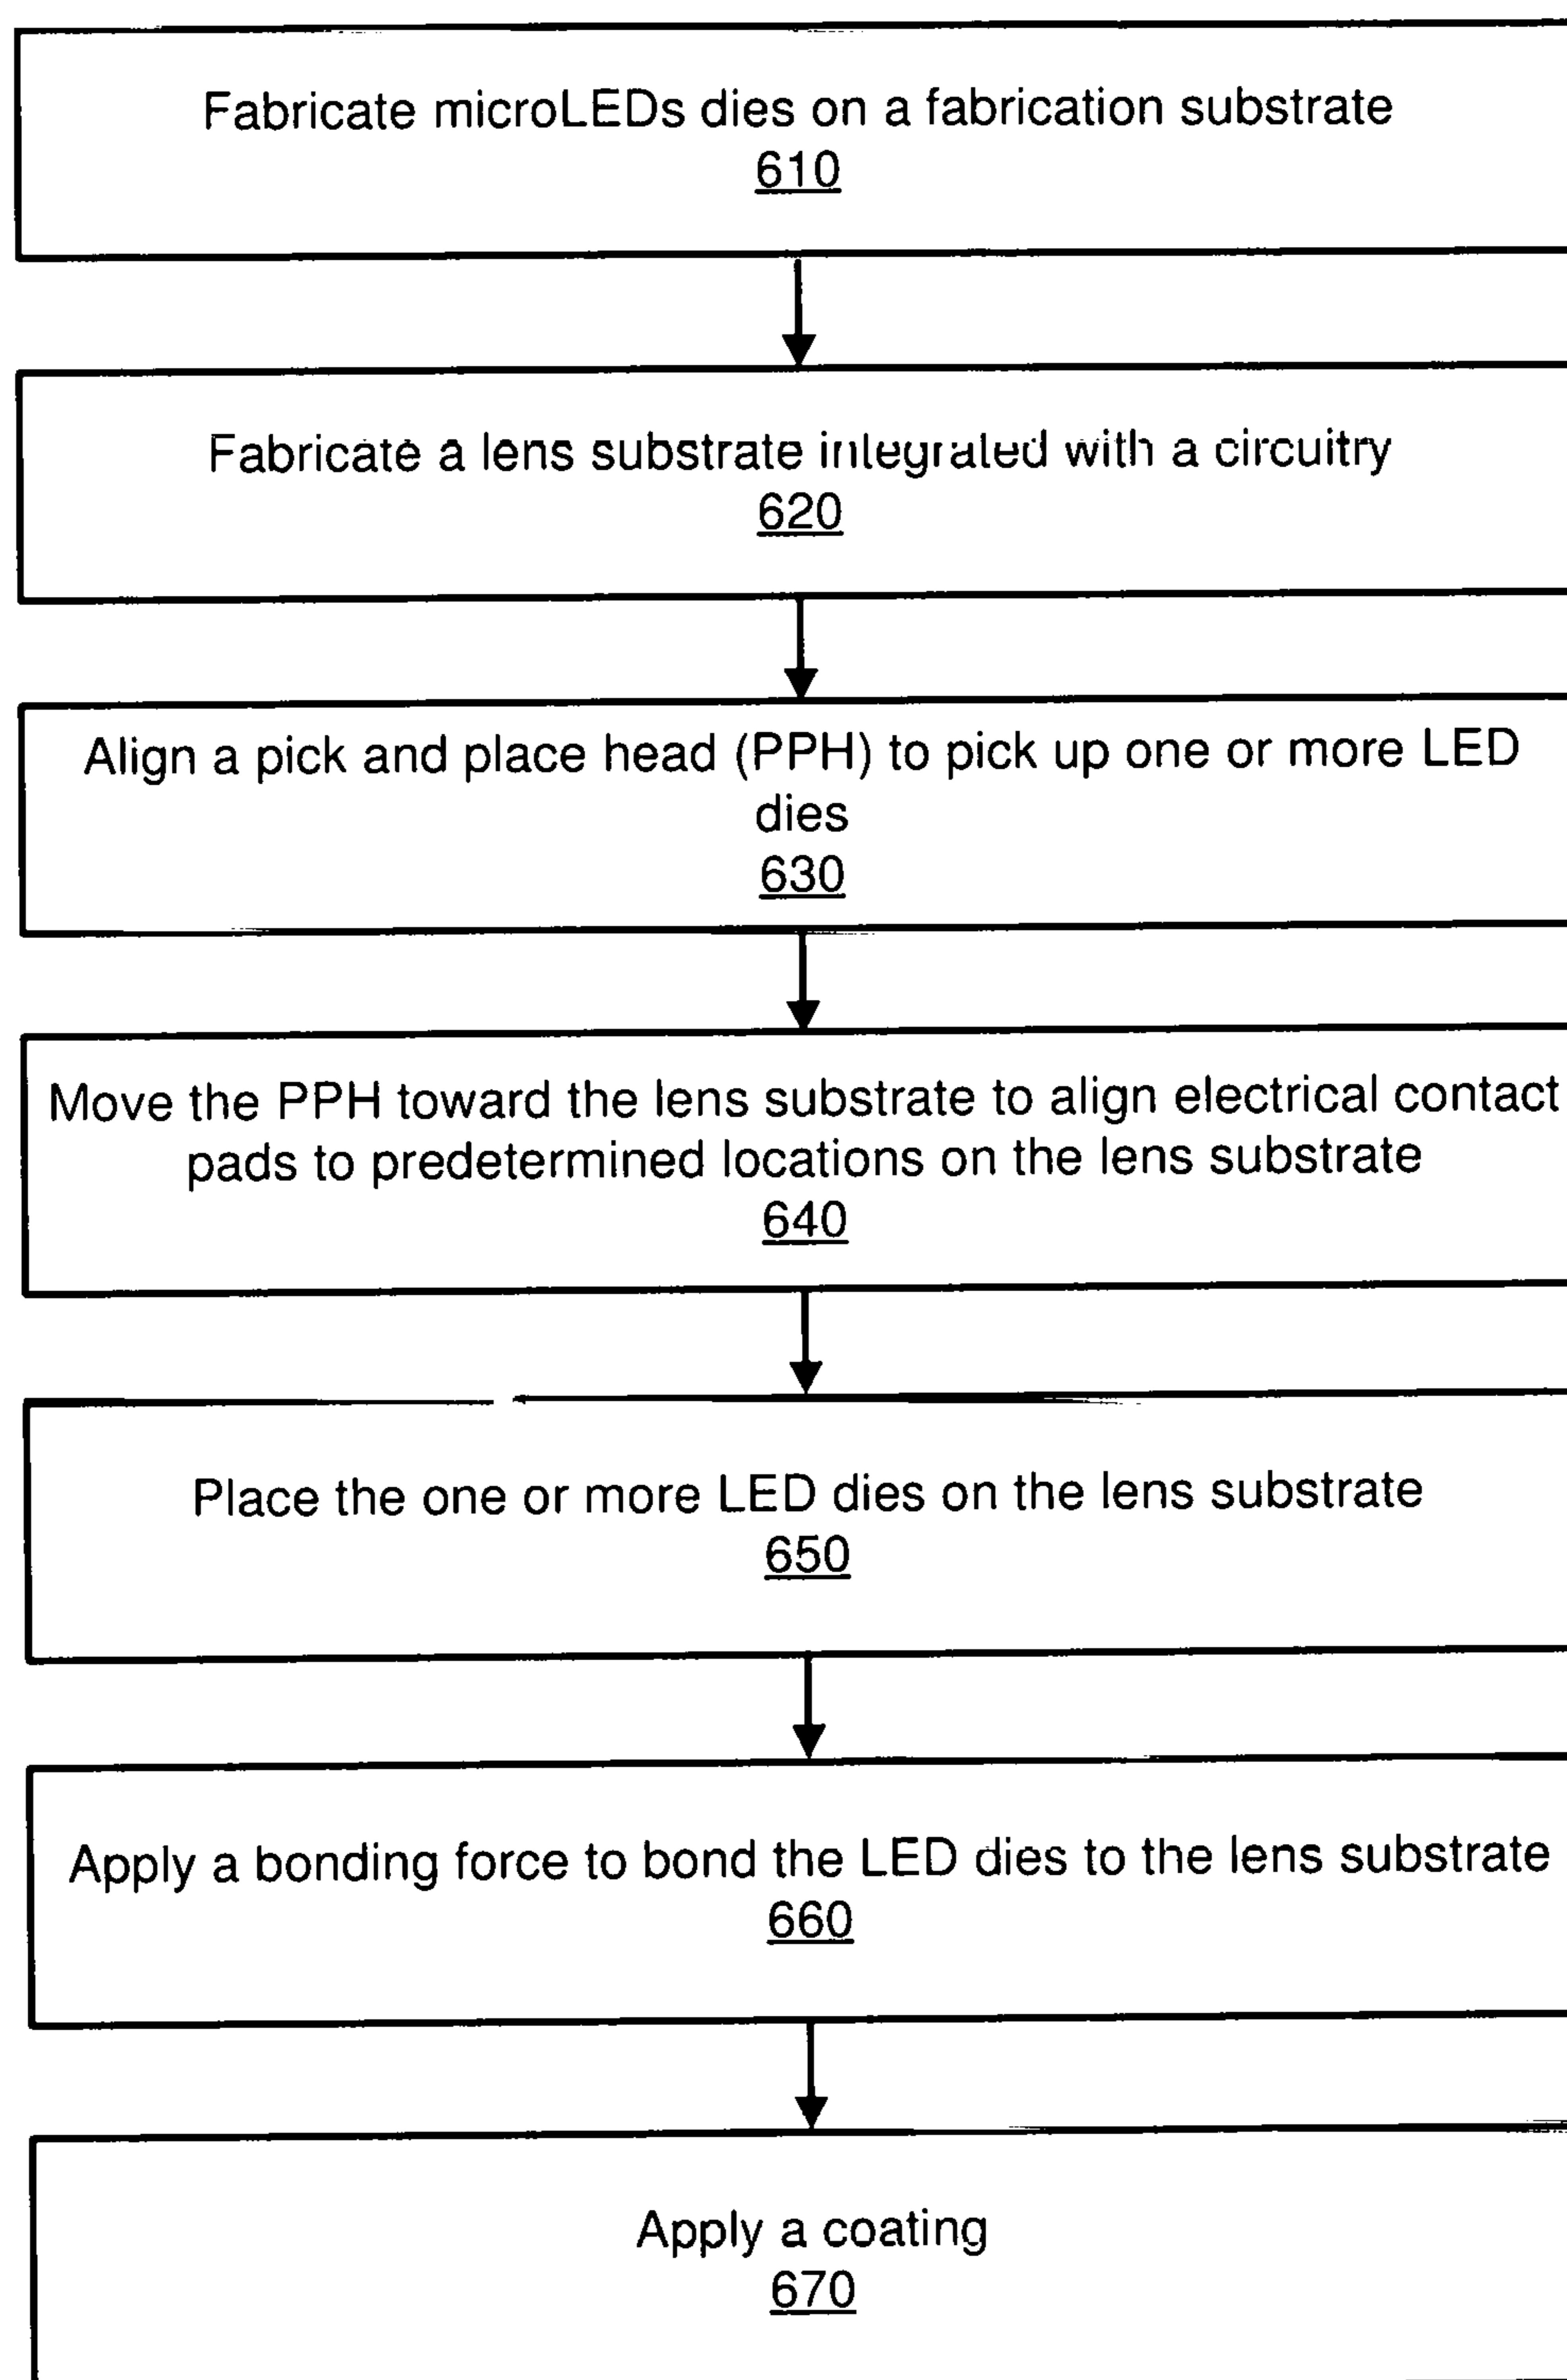 Fabricate microLEDs dies on a fabrication substrate
610
Fabricate a lens substrate integrated with a circuitry
620
Align a pick and place head (PPH) to pick up one or more LED
dies
630
Move the PPH toward the lens substrate to align electrical contact
pads to predetermined locations on the lens substrate
640
Place the one or more LED dies on the lens substrate
650
Apply a bonding force to bond the LED dies to the lens substrate
660
Apply a coating
670